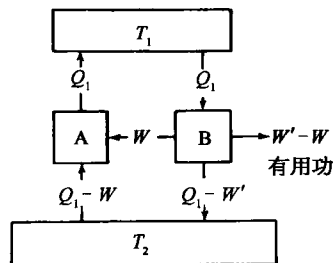 T₁
Q₁ Q₁
A W B W' − W
有用功
Q₁ − W Q₁ − W'
T₂